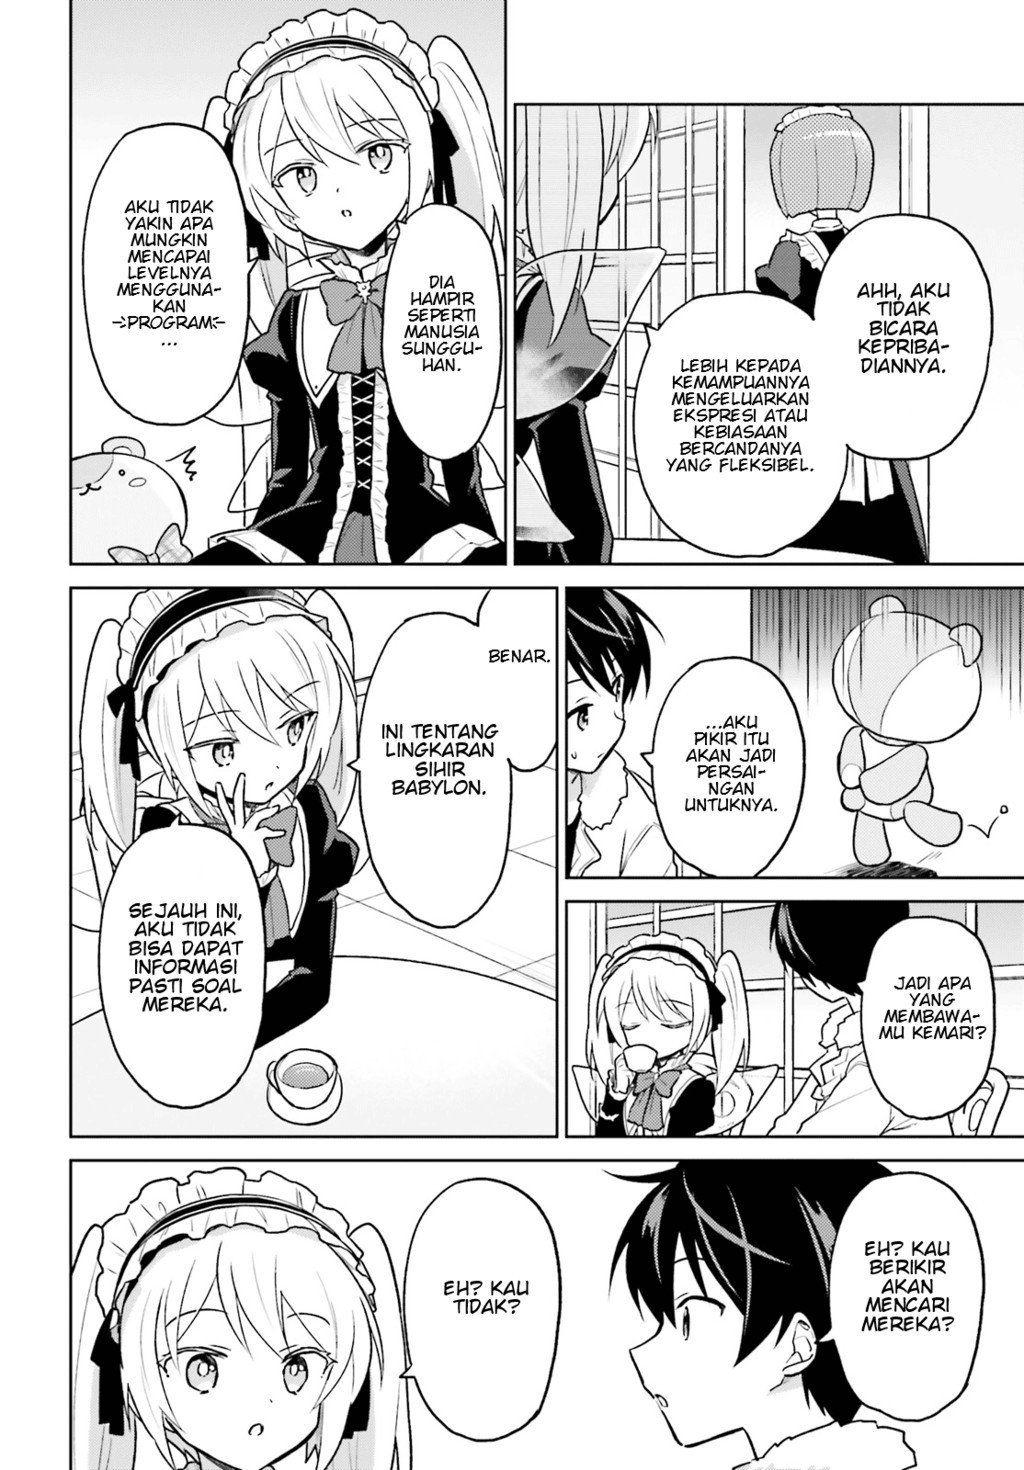 AHH, AKU
TIDAK
BICARA
KEPRIBA-
DIANNYA.
LEBIH KEPADA
KEMAMPUANNYA
MENGELUARKAN
EKSPRESI ATAU
KEBIASAAN
BERCANDANYA
YANG FLEKSIBEL.
DIA
HAMPIR
SEPERTI
MANUSIA
SUNGGU-
HAN.
AKU TIDAK
YAKIN APA
MUNGKIN
MENCAPAI
LEVELNYA
MENGGUNA-
KAN
->PROGRAM<-
...
...AKU
PIKIR ITU
AKAN JADI
PERSAI-
NGAN
UNTUKNYA.
JADI APA
YANG
MEMBAWA-
MU KEMARI?
BENAR.
INI TENTANG
LINGKARAN
SIHIR
BABYLON.
SEJAUH INI,
AKU TIDAK
BISA DAPAT
INFORMASI
PASTI SOAL
MEREKA.
EH? KAU
BERIKIR
AKAN
MENCARI
MEREKA?
EH? KAU
TIDAK?